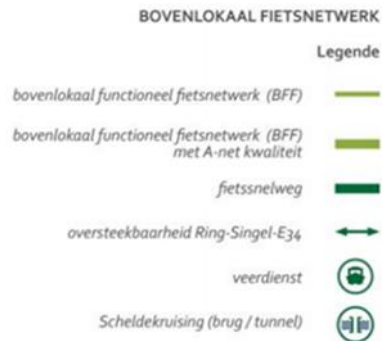 BOVENLOKAAL FIETSNETWERK
Legende
bovenlokaal functioneel fietsnetwerk (BFF)
bovenlokaal functioneel fietsnetwerk (BFF)
met A-net kwaliteit
fietssnelweg
oversteekbaarheid Ring-Singel-E34
veerdienst
Scheldekruising (brug / tunnel)